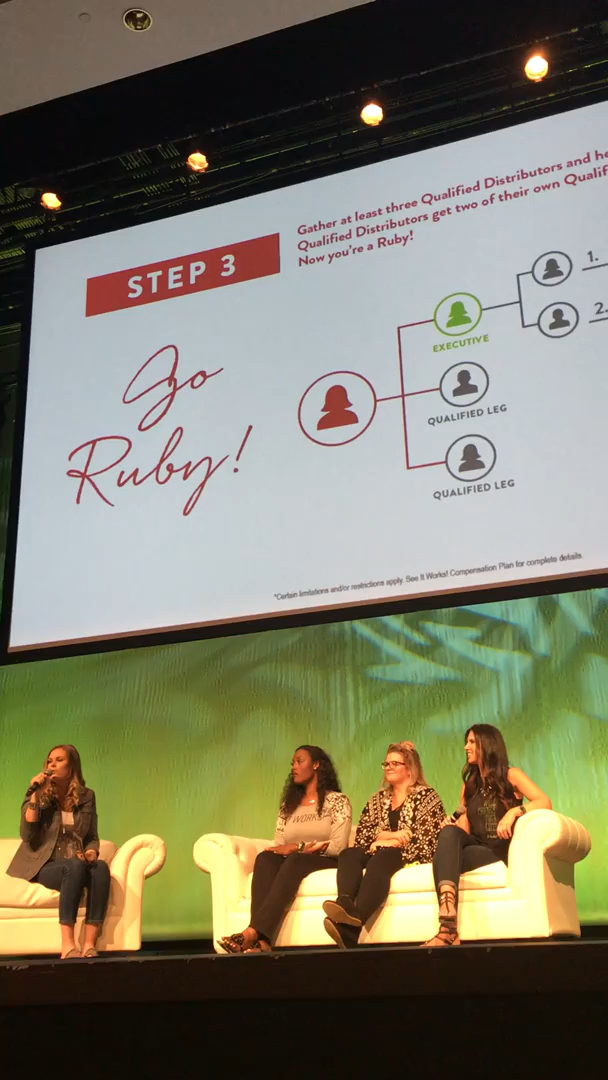 STEP 3
Gather at least three Qualified Distributors and he
Qualified Distributors get two of their own Qualif
Now you're a Ruby!
Go
Ruby!
EXECUTIVE
QUALIFIED LEG
QUALIFIED LEG
1.
2.
*Certain limitations and/or restrictions apply. See It Works! Compensation Plan for complete details.
WORKS